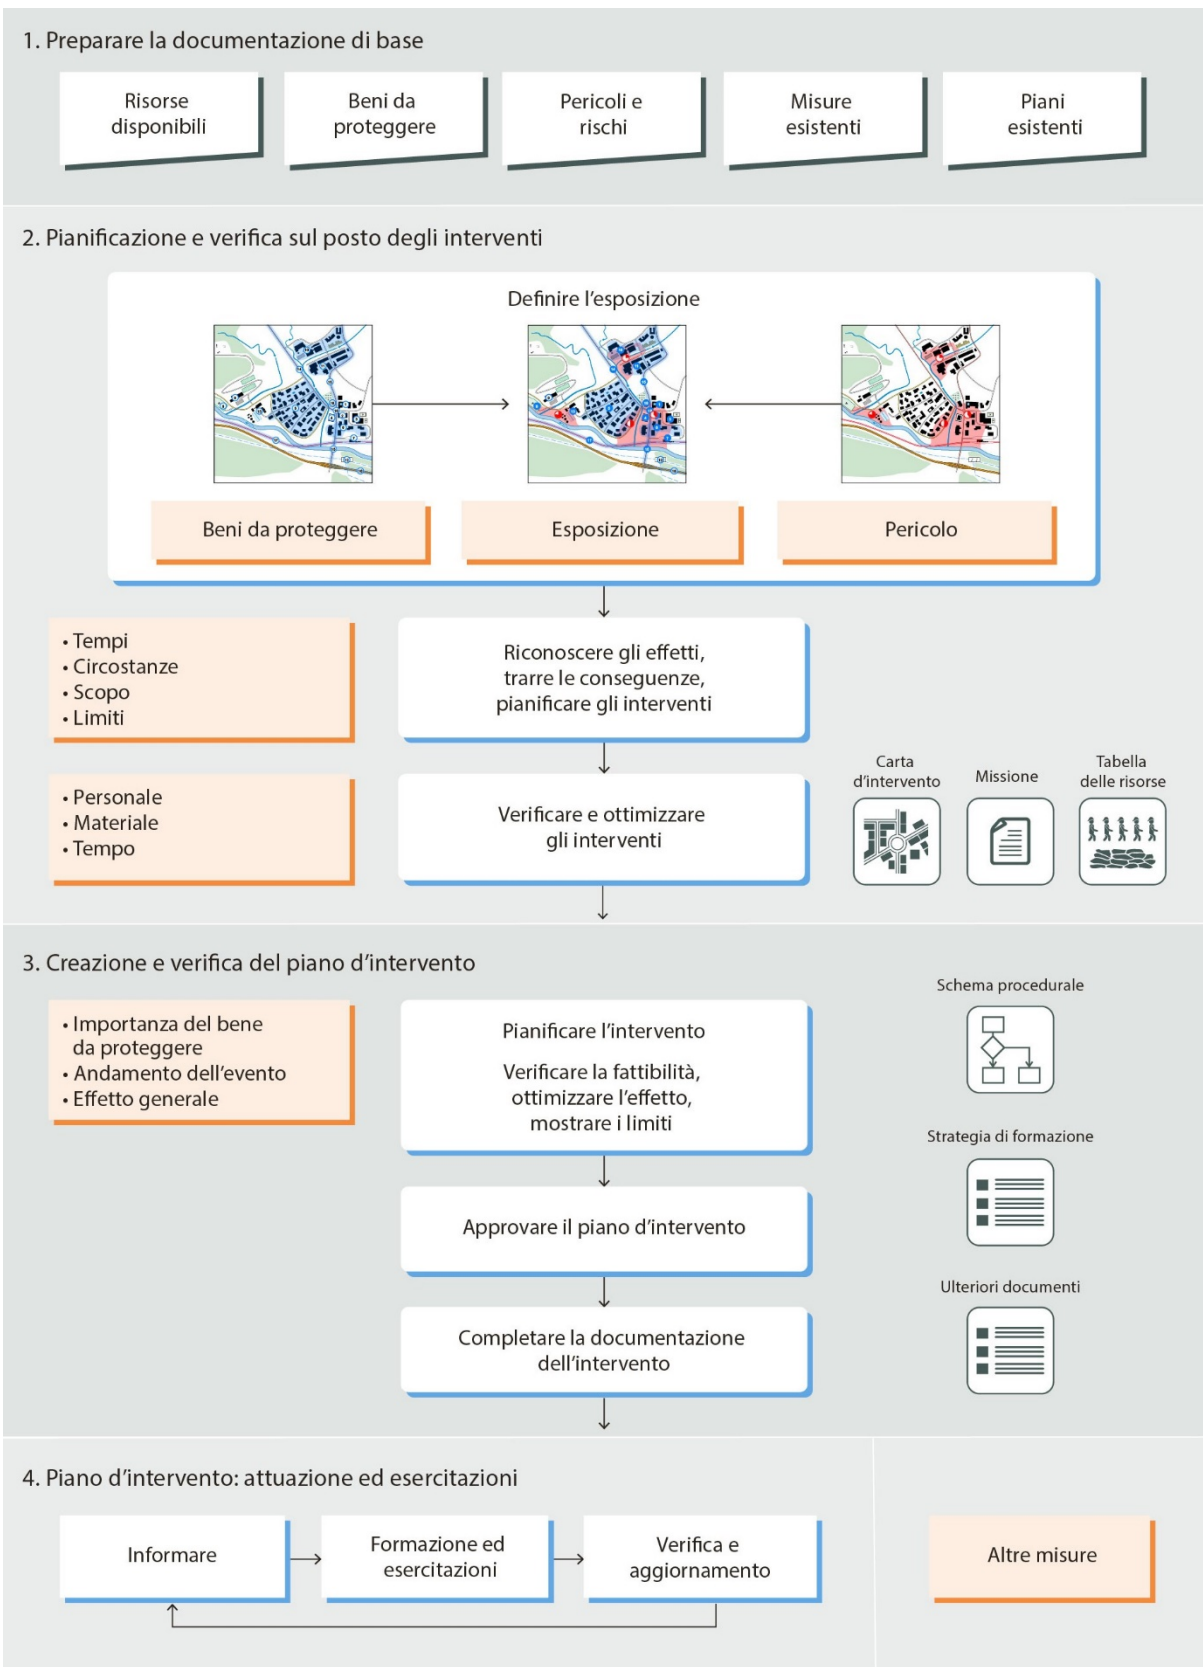 1. Preparare la documentazione di base
Risorse
disponibili
Beni da
proteggere
Pericoli e
rischi
Misure
esistenti
Piani
esistenti
2. Pianificazione e verifica sul posto degli interventi
Definire l'esposizione
Beni da proteggere
Esposizione
Pericolo
• Tempi
• Circostanze
• Scopo
• Limiti
Riconoscere gli effetti,
trarre le conseguenze,
pianificare gli interventi
• Personale
• Materiale
• Tempo
Verificare e ottimizzare
gli interventi
Carta
d'intervento
Missione
Tabella
delle risorse
3. Creazione e verifica del piano d'intervento
• Importanza del bene
da proteggere
• Andamento dell'evento
• Effetto generale
Pianificare l'intervento
Verificare la fattibilità,
ottimizzare l'effetto,
mostrare i limiti
Approvare il piano d'intervento
Completare la documentazione
dell'intervento
Schema procedurale
Strategia di formazione
Ulteriori documenti
4. Piano d'intervento: attuazione ed esercitazioni
Informare
Formazione ed
esercitazioni
Verifica e
aggiornamento
Altre misure